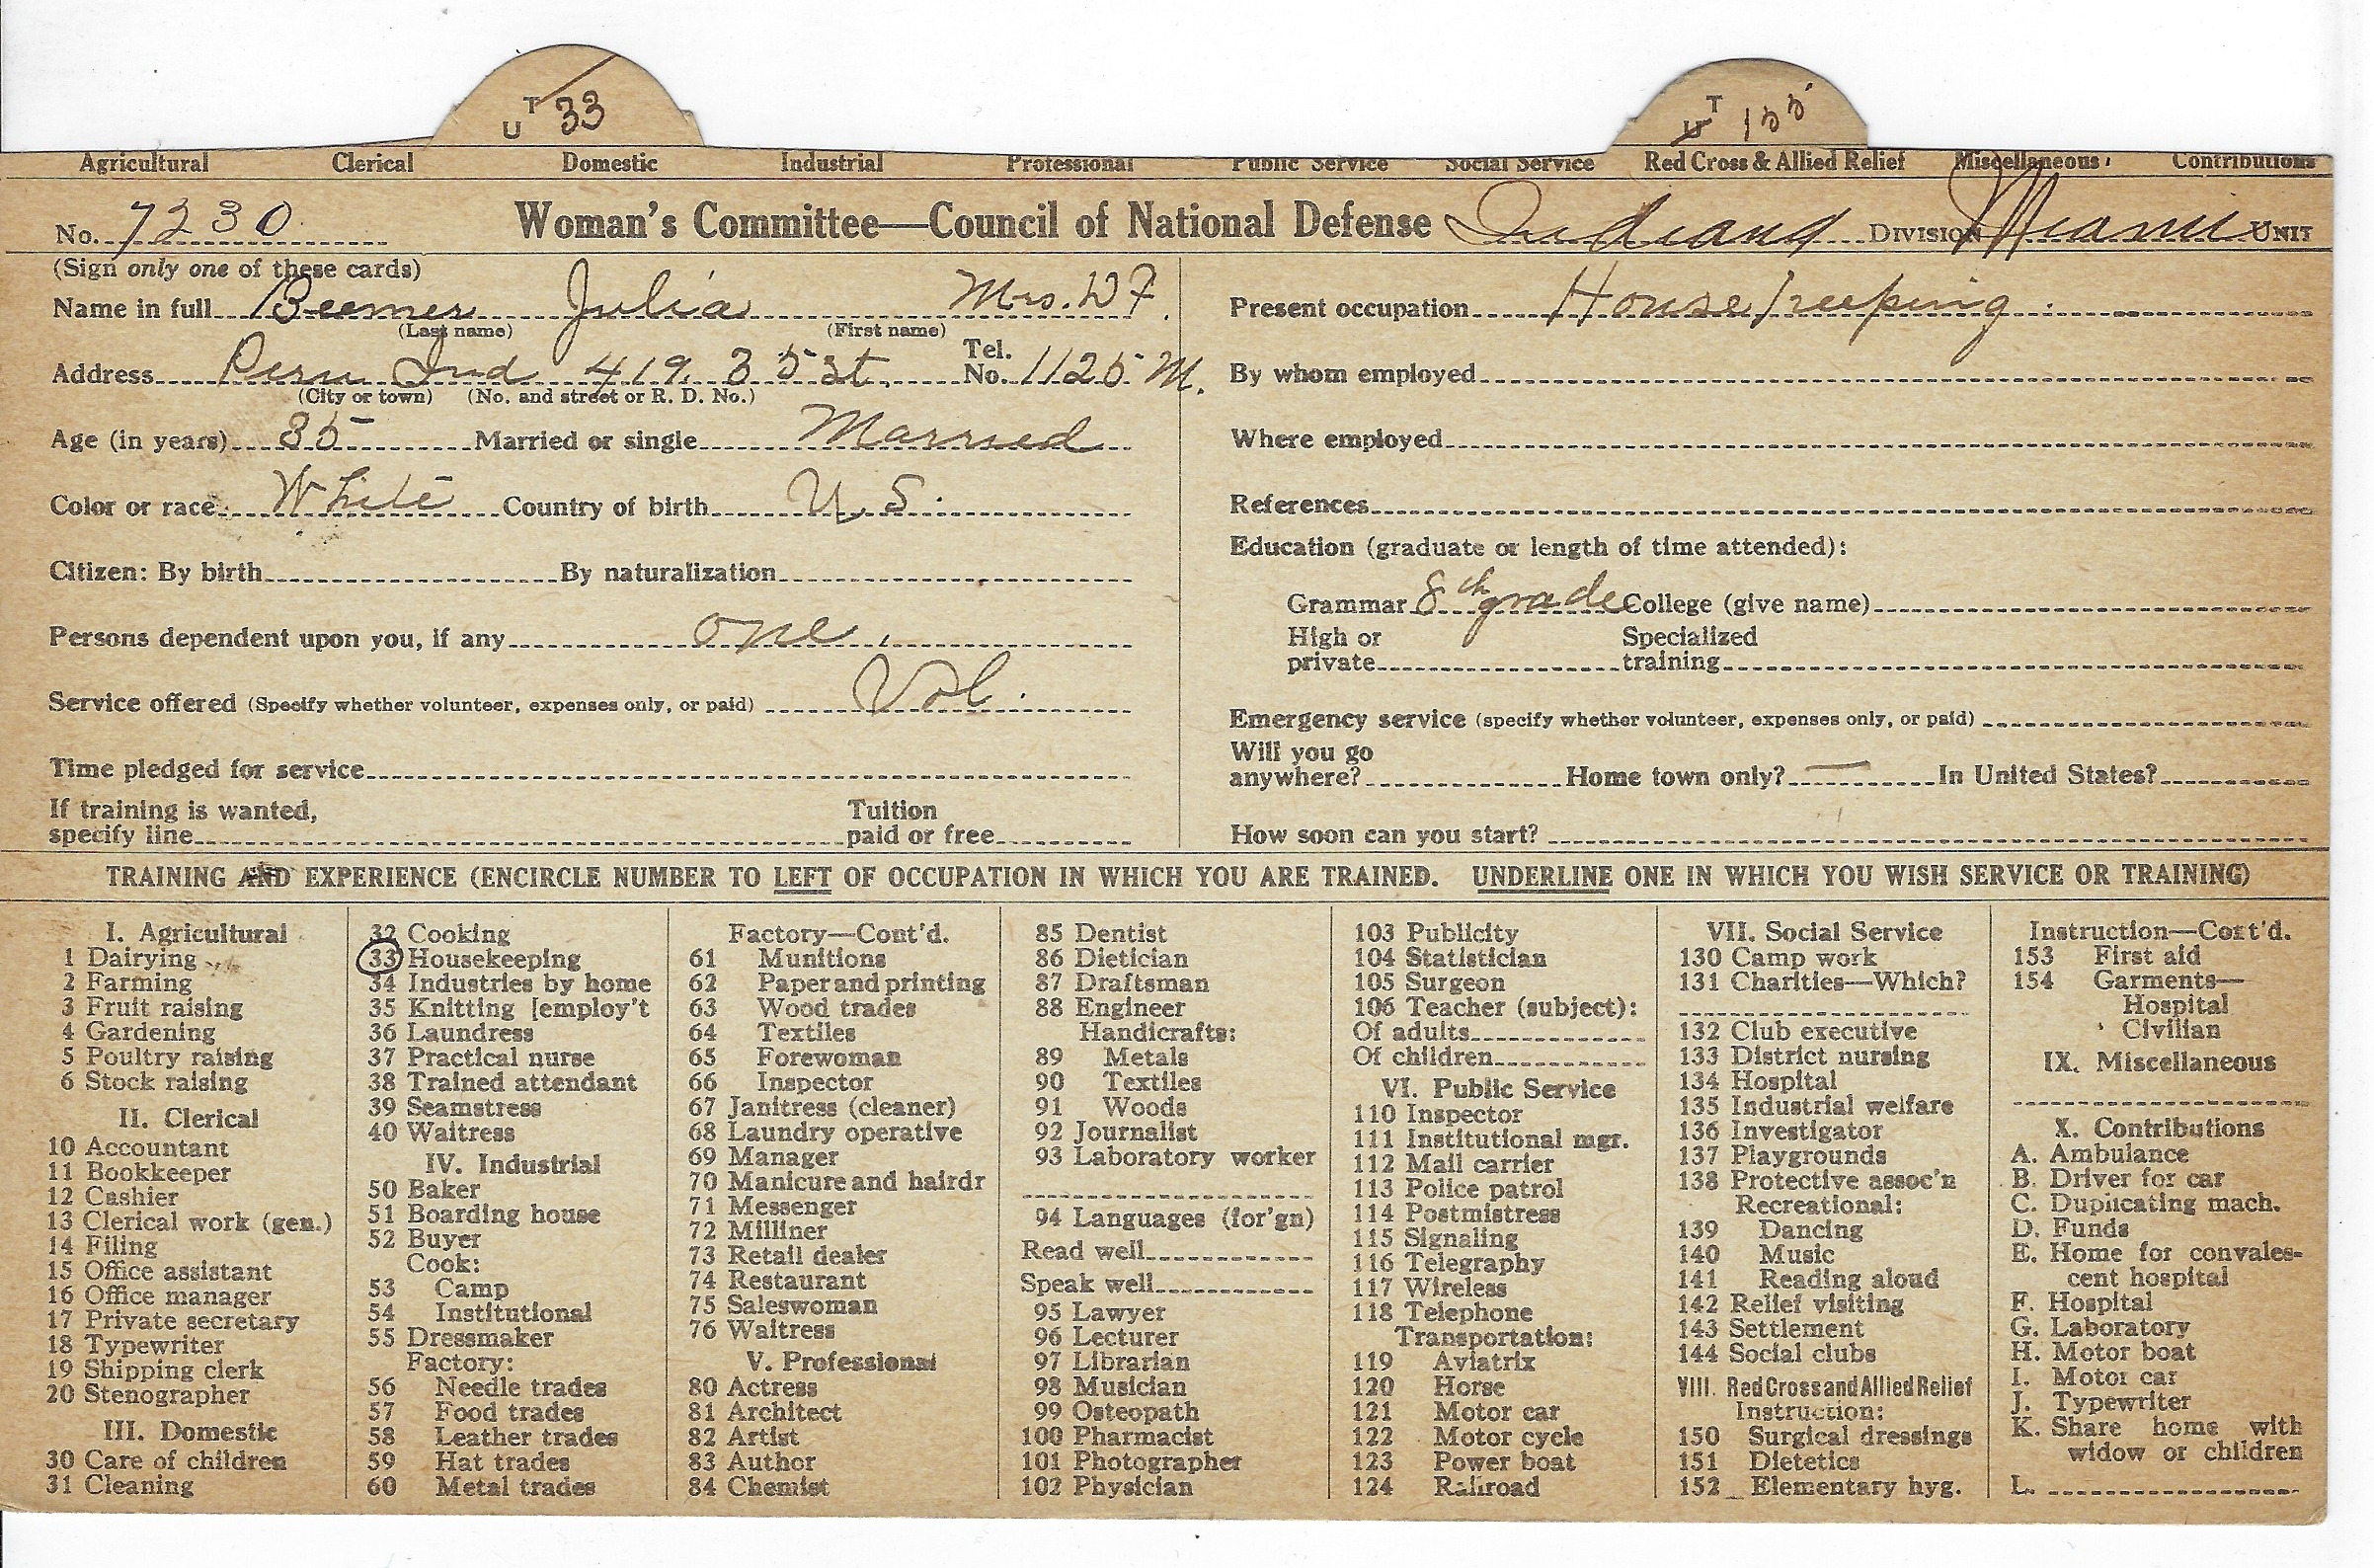 T
U 33
T
U 155
Agricultural Clerical Domestic Industrial Professional Public Service Social Service Red Cross & Allied Relief Miscellaneous Contributions
No. 7230 Woman's Committee—Council of National Defense Indiana DIVISION Miami UNIT
(Sign only one of these cards)
Name in full Beemer Julia Mrs. W F.
(Last name) (First name)
Address Peru Ind 419. 3 5 st. Tel. No. 1125 M.
(City or town) (No. and street or R. D. No.)
Age (in years) 35 Married or single Married
Color or race White Country of birth U. S.
Citizen: By birth By naturalization
Persons dependent upon you, if any one.
Service offered (Specify whether volunteer, expenses only, or paid) Vol.
Time pledged for service
If training is wanted,
specify line
Tuition
paid or free
Present occupation Housekeeping.
By whom employed
Where employed
References
Education (graduate or length of time attended):
Grammar 8th grade College (give name)
High or
private
Specialized
training
Emergency service (specify whether volunteer, expenses only, or paid)
Will you go
anywhere? Home town only? — In United States?
How soon can you start?
TRAINING AND EXPERIENCE (ENCIRCLE NUMBER TO LEFT OF OCCUPATION IN WHICH YOU ARE TRAINED. UNDERLINE ONE IN WHICH YOU WISH SERVICE OR TRAINING)
I. Agricultural
1 Dairying
2 Farming
3 Fruit raising
4 Gardening
5 Poultry raising
6 Stock raising
II. Clerical
10 Accountant
11 Bookkeeper
12 Cashier
13 Clerical work (gen.)
14 Filing
15 Office assistant
16 Office manager
17 Private secretary
18 Typewriter
19 Shipping clerk
20 Stenographer
III. Domestic
30 Care of children
31 Cleaning
32 Cooking
33 Housekeeping
34 Industries by home
35 Knitting [employ't
36 Laundress
37 Practical nurse
38 Trained attendant
39 Seamstress
40 Waitress
IV. Industrial
50 Baker
51 Boarding house
52 Buyer
Cook:
53 Camp
54 Institutional
55 Dressmaker
Factory:
56 Needle trades
57 Food trades
58 Leather trades
59 Hat trades
60 Metal trades
Factory—Cont'd.
61 Munitions
62 Paper and printing
63 Wood trades
64 Textiles
65 Forewoman
66 Inspector
67 Janitress (cleaner)
68 Laundry operative
69 Manager
70 Manicure and hairdr
71 Messenger
72 Milliner
73 Retail dealer
74 Restaurant
75 Saleswoman
76 Waitress
V. Professional
80 Actress
81 Architect
82 Artist
83 Author
84 Chemist
85 Dentist
86 Dietician
87 Draftsman
88 Engineer
Handicrafts:
89 Metals
90 Textiles
91 Woods
92 Journalist
93 Laboratory worker
94 Languages (for'gn)
Read well
Speak well
95 Lawyer
96 Lecturer
97 Librarian
98 Musician
99 Osteopath
100 Pharmacist
101 Photographer
102 Physician
103 Publicity
104 Statistician
105 Surgeon
106 Teacher (subject):
Of adults
Of children
VI. Public Service
110 Inspector
111 Institutional mgr.
112 Mail carrier
113 Police patrol
114 Postmistress
115 Signaling
116 Telegraphy
117 Wireless
118 Telephone
Transportation:
119 Aviatrix
120 Horse
121 Motor car
122 Motor cycle
123 Power boat
124 Railroad
VII. Social Service
130 Camp work
131 Charities—Which?
132 Club executive
133 District nursing
134 Hospital
135 Industrial welfare
136 Investigator
137 Playgrounds
138 Protective assoc'n
Recreational:
139 Dancing
140 Music
141 Reading aloud
142 Relief visiting
143 Settlement
144 Social clubs
VIII. Red Cross and Allied Relief
Instruction:
150 Surgical dressings
151 Dietetics
152 Elementary hyg.
Instruction—Cont'd.
153 First aid
154 Garments—
Hospital
Civilian
IX. Miscellaneous
X. Contributions
A. Ambulance
B. Driver for car
C. Duplicating mach.
D. Funds
E. Home for convales-
cent hospital
F. Hospital
G. Laboratory
H. Motor boat
I. Motor car
J. Typewriter
K. Share home with
widow or children
L.